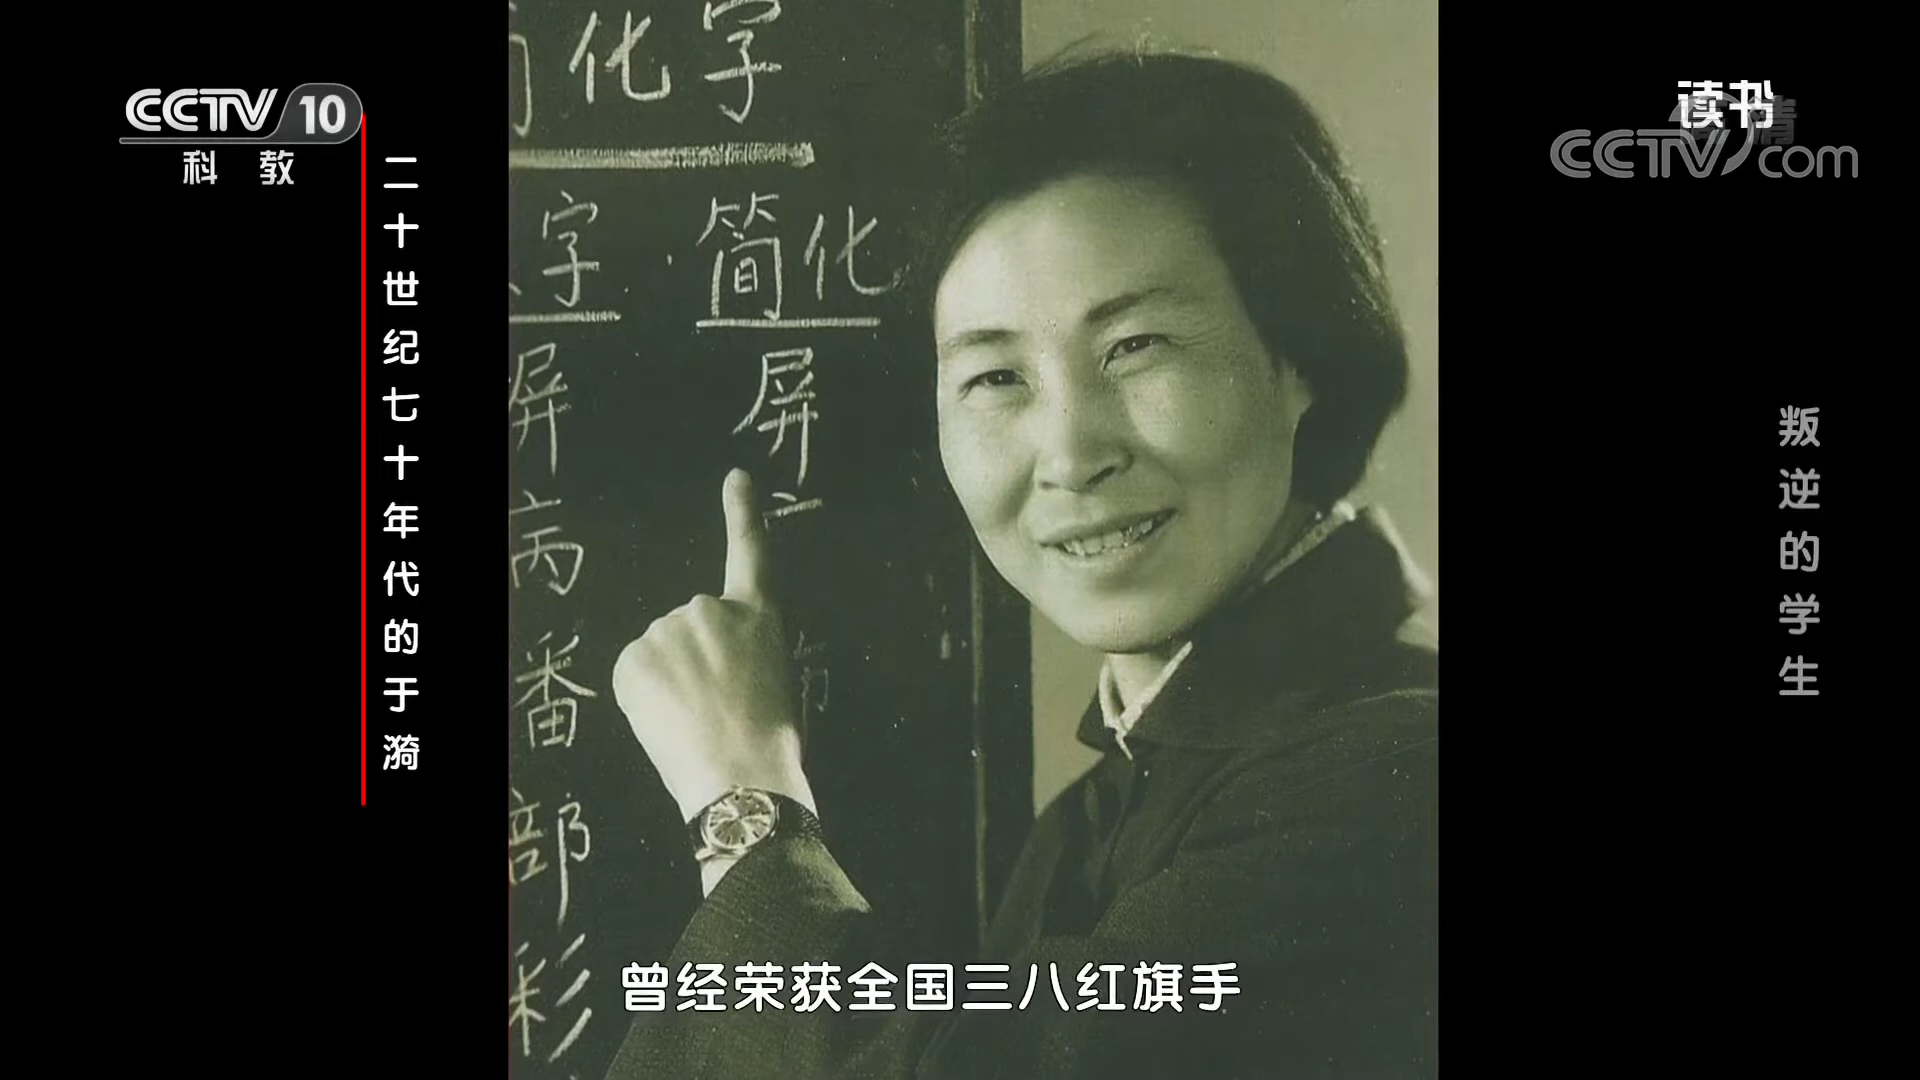 CCTV 10
科 教
二十世纪七十年代的于漪
化字
字 简化
屏 屏
丙
番
部
彩
读书
CCTV com
叛逆的学生
曾经荣获全国三八红旗手